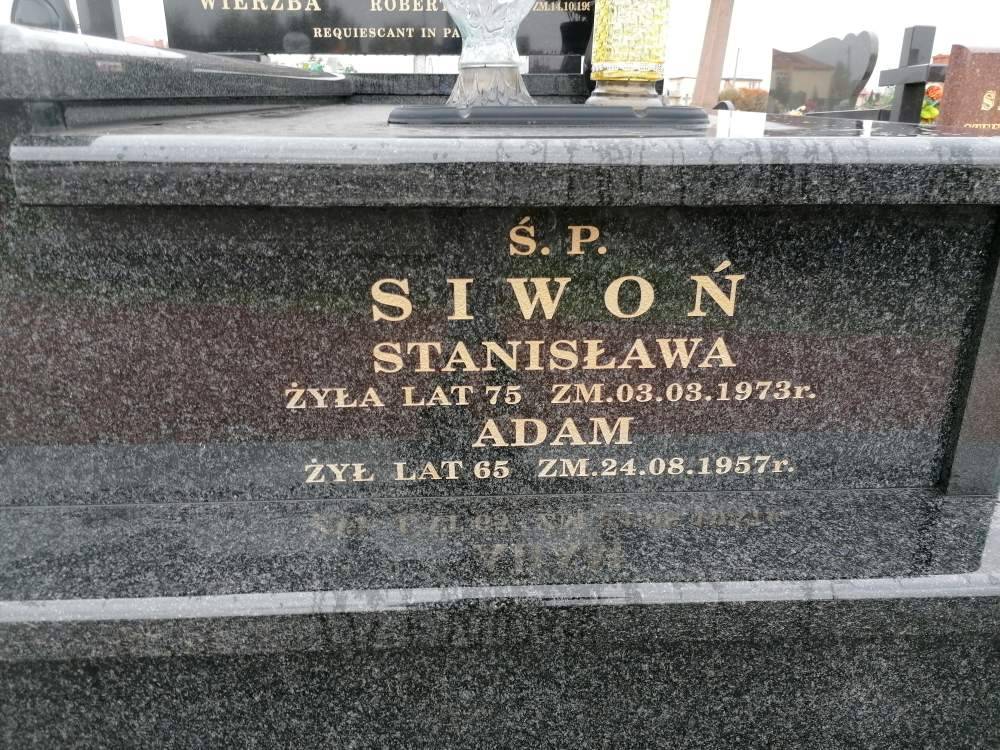 WIERZBA ROBERT
REQUIESCANT IN
Ś. P.
SIWOŃ
STANISŁAWA
ŻYŁA LAT 75 ZM.03.03.1973r.
ADAM
ŻYŁ LAT 65 ZM.24.08.1957r.